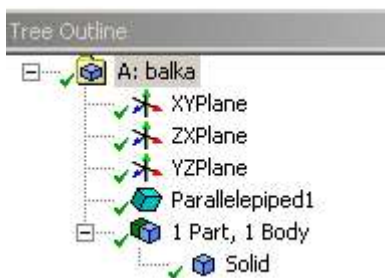 Tree Outline
A: balka
XYPlane
ZXPlane
YZPlane
Parallelepiped1
1 Part, 1 Body
Solid